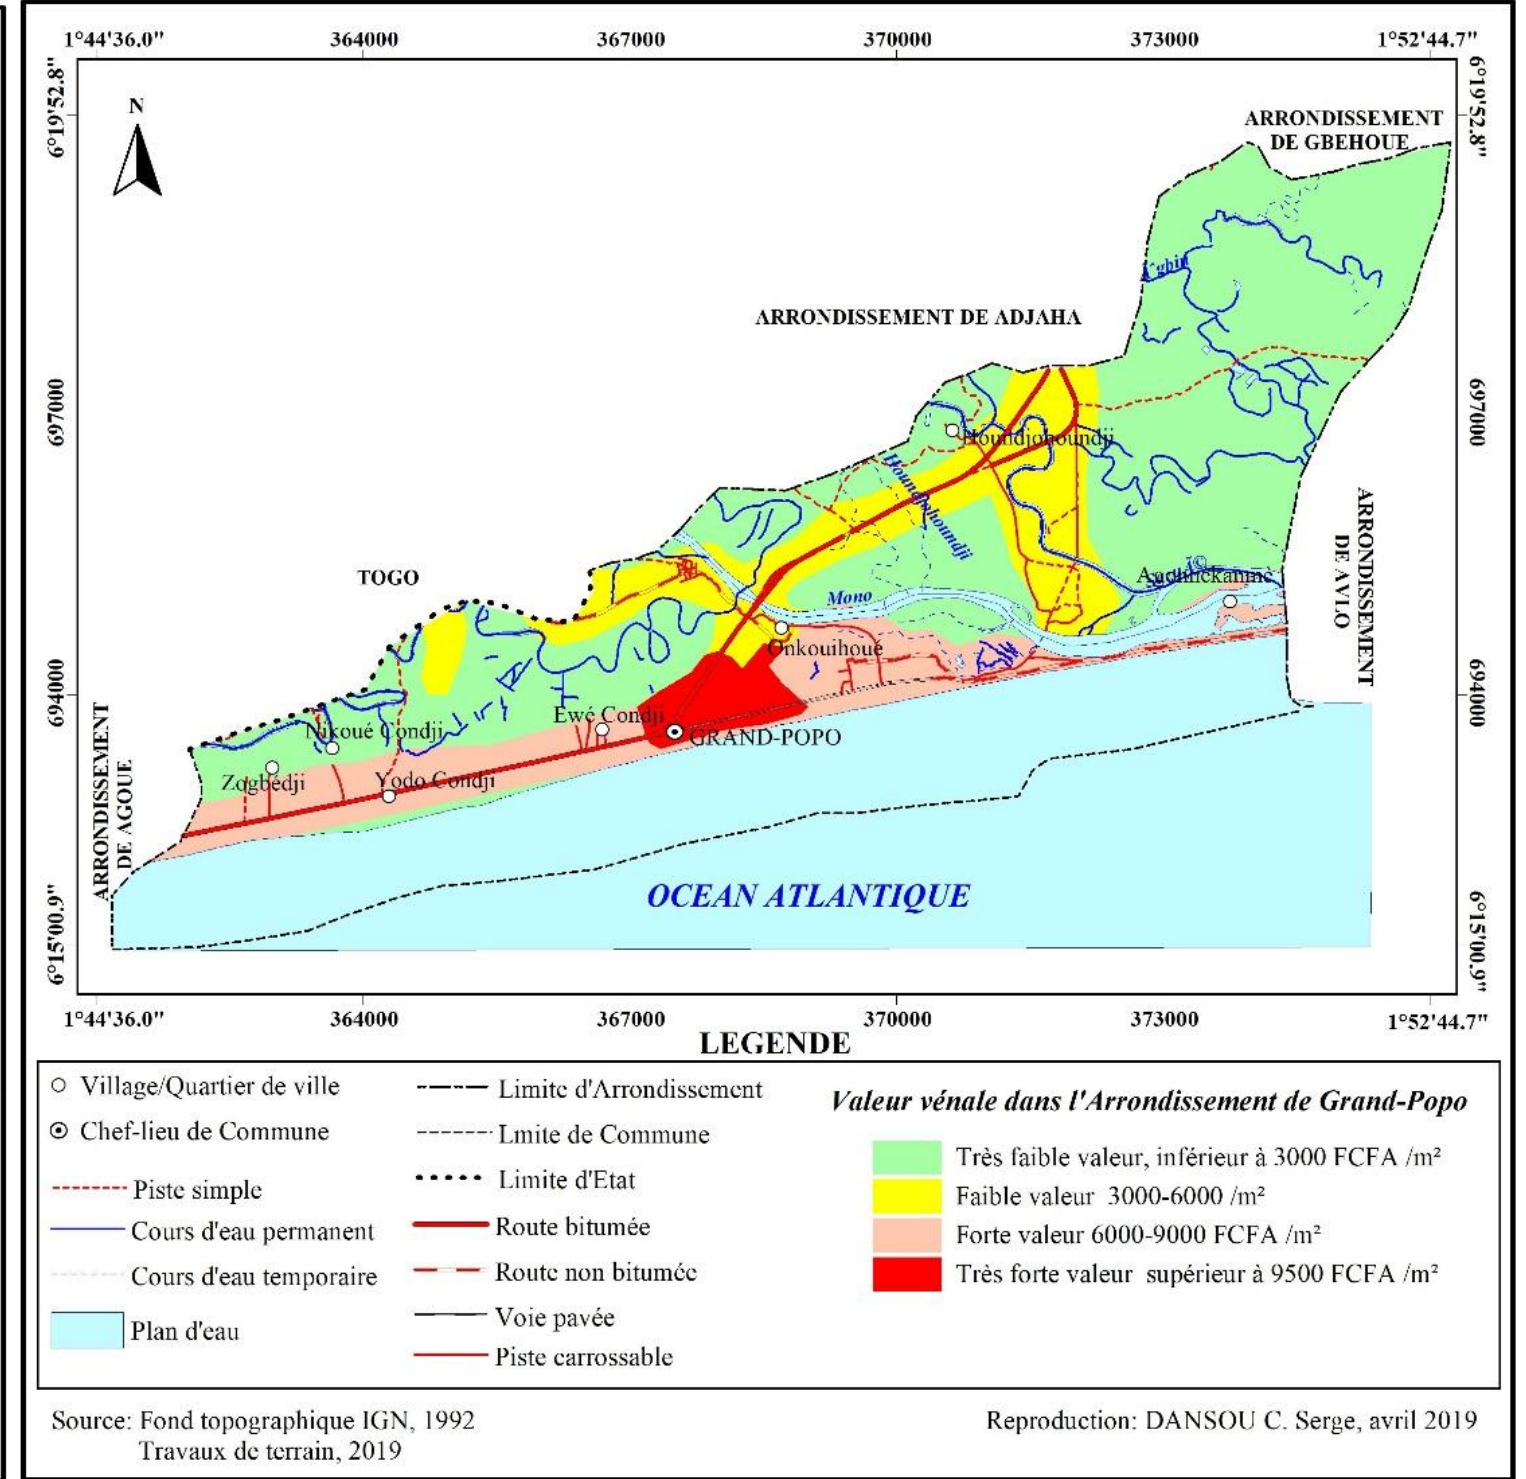 1°44'36.0"
364000
367000
370000
373000
1°52'44.7"
6°19'52.8"
6°19'52.8"
N
ARRONDISSEMENT
DE GBEHOUE
ARRONDISSEMENT DE ADJAHA
697000
697000
Houndjohoundji
Houndjohoundji
ARRONDISSEMENT
DE AVLO
TOGO
Mono
Onkouihoué
694000
694000
Ewé Condji
GRAND-POPO
Nikoué Condji
Zogbédji
Yodo Condji
ARRONDISSEMENT
DE AGOUE
OCEAN ATLANTIQUE
6°15'00.9"
6°15'00.9"
1°44'36.0"
364000
367000
370000
373000
1°52'44.7"
LEGENDE
Village/Quartier de ville
Chef-lieu de Commune
Piste simple
Cours d'eau permanent
Cours d'eau temporaire
Plan d'eau
Limite d'Arrondissement
Lmite de Commune
Limite d'Etat
Route bitumée
Route non bitumée
Voie pavée
Piste carrossable
Valeur vénale dans l'Arrondissement de Grand-Popo
Très faible valeur, inférieur à 3000 FCFA /m²
Faible valeur 3000-6000 /m²
Forte valeur 6000-9000 FCFA /m²
Très forte valeur supérieur à 9500 FCFA /m²
Source: Fond topographique IGN, 1992
Travaux de terrain, 2019
Reproduction: DANSOU C. Serge, avril 2019